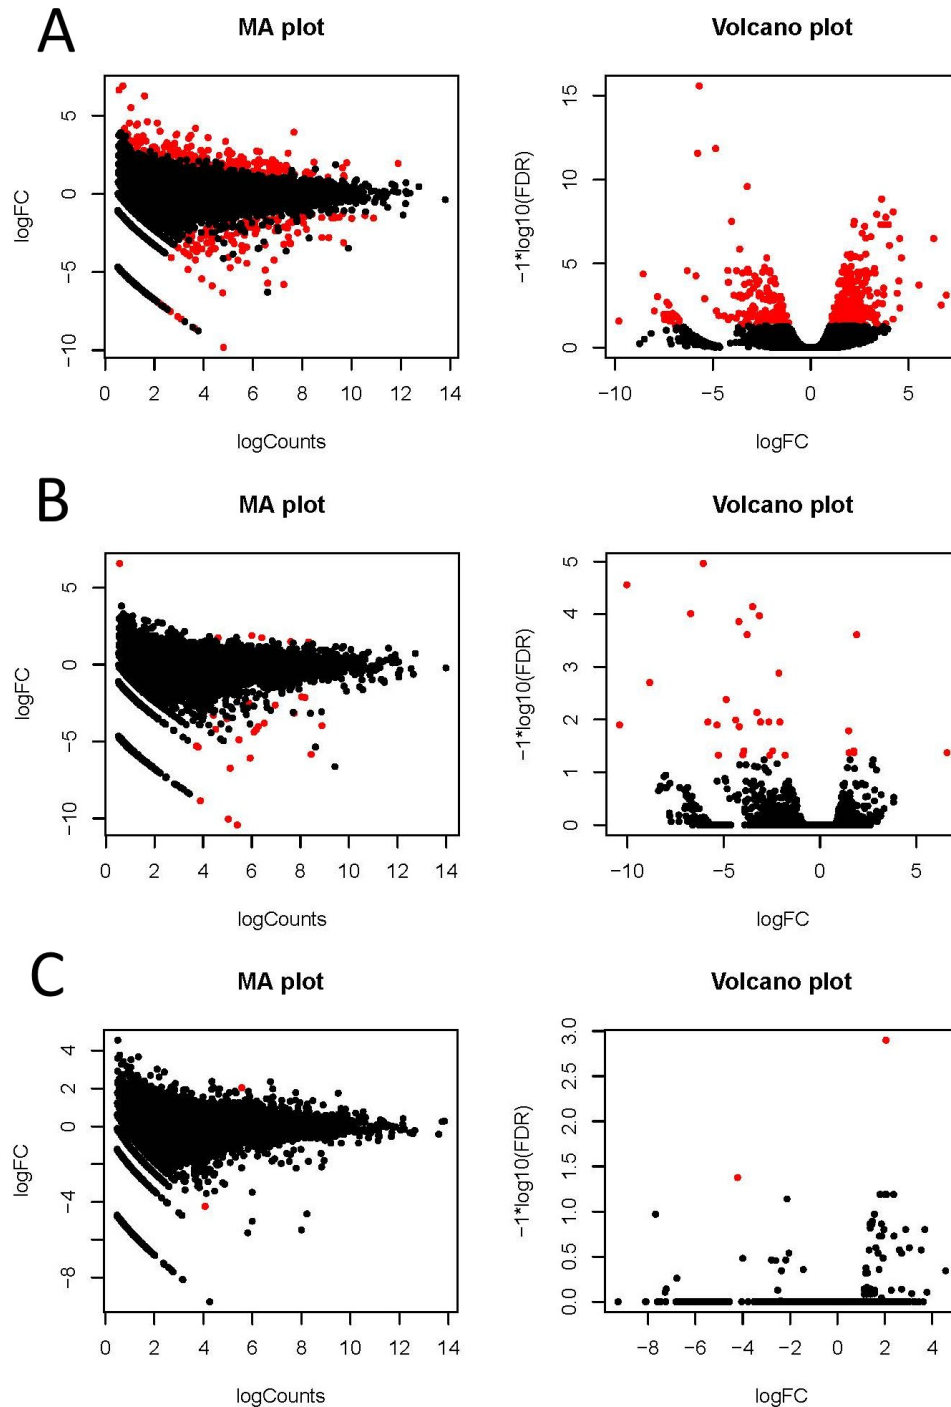 A
MA plot
Volcano plot
logFC
5
0
−5
−10
0 2 4 6 8 10 12 14
logCounts
−1*log10(FDR)
15
10
5
0
−10 −5 0 5
logFC
B
MA plot
Volcano plot
logFC
5
0
−5
−10
0 2 4 6 8 10 12 14
logCounts
−1*log10(FDR)
5
4
3
2
1
0
−10 −5 0 5
logFC
C
MA plot
Volcano plot
logFC
4
2
0
−4
−8
0 2 4 6 8 10 12 14
logCounts
−1*log10(FDR)
3.0
2.5
2.0
1.5
1.0
0.5
0.0
−8 −6 −4 −2 0 2 4
logFC